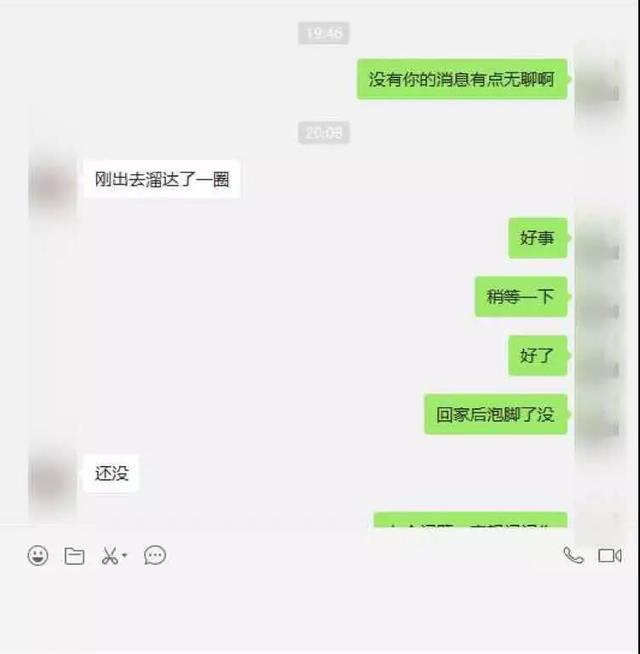 19:46
没有你的消息有点无聊啊
20:08
刚出去溜达了一圈
好事
稍等一下
好了
回家后泡脚了没
还没